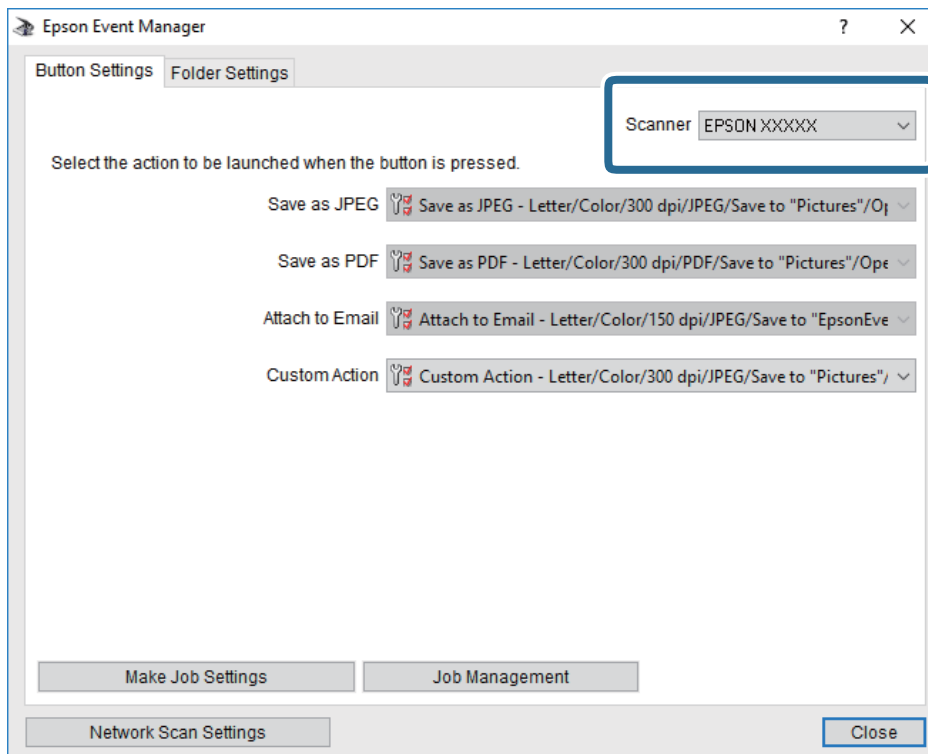 Epson Event Manager ?
Button Settings Folder Settings
Scanner EPSON XXXXX
Select the action to be launched when the button is pressed.
Save as JPEG Save as JPEG - Letter/Color/300 dpi/JPEG/Save to "Pictures"/Op
Save as PDF Save as PDF - Letter/Color/300 dpi/PDF/Save to "Pictures"/Ope
Attach to Email Attach to Email - Letter/Color/150 dpi/JPEG/Save to "EpsonEve
Custom Action Custom Action - Letter/Color/300 dpi/JPEG/Save to "Pictures"/
Make Job Settings Job Management
Network Scan Settings Close